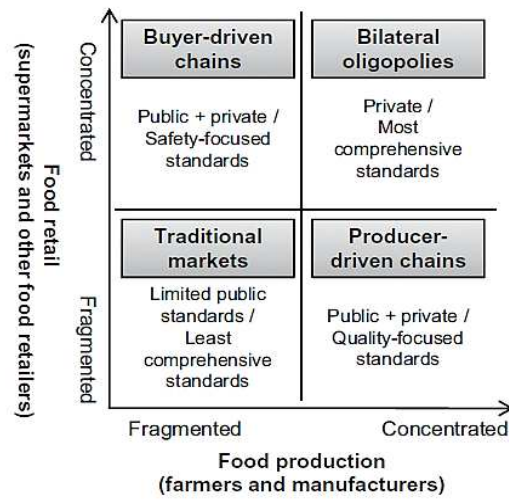 Food retail
(supermarkets and other food retailers)
Concentrated
Fragmented
Buyer-driven
chains
Public + private /
Safety-focused
standards
Bilateral
oligopolies
Private /
Most
comprehensive
standards
Traditional
markets
Limited public
standards /
Least
comprehensive
standards
Producer-
driven chains
Public + private /
Quality-focused
standards
Fragmented
Concentrated
Food production
(farmers and manufacturers)